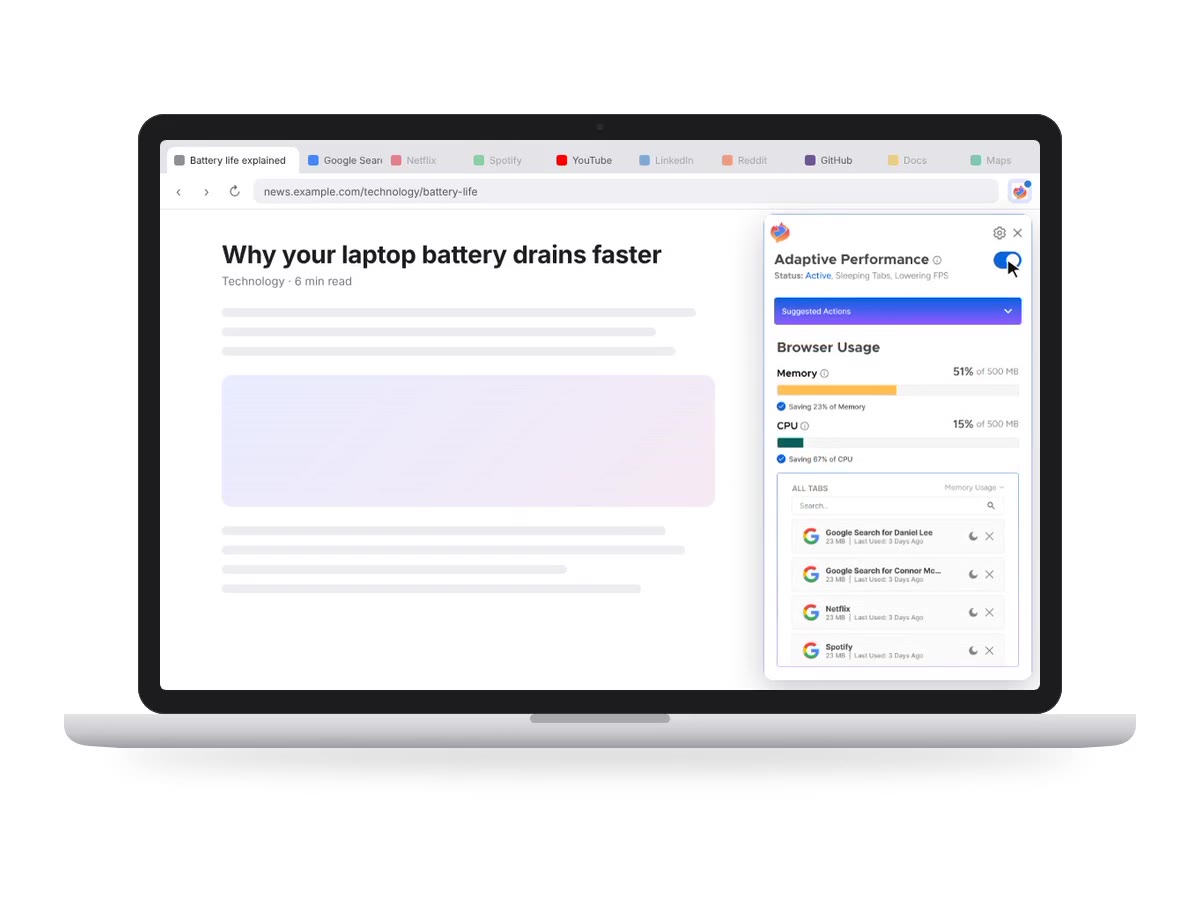 Battery life explained
Google Sear
Netflix
Spotify
YouTube
LinkedIn
Reddit
GitHub
Docs
Maps
news.example.com/technology/battery-life
Why your laptop battery drains faster
Technology · 6 min read
Adaptive Performance
Status: Active, Sleeping Tabs, Lowering FPS
Suggested Actions
Browser Usage
Memory 51% of 500 MB
Saving 23% of Memory
CPU 15% of 500 MB
Saving 67% of CPU
ALL TABS Memory Usage
Search...
Google Search for Daniel Lee
23 MB | Last Used: 3 Days Ago
Google Search for Connor Mc...
23 MB | Last Used: 3 Days Ago
Netflix
23 MB | Last Used: 3 Days Ago
Spotify
23 MB | Last Used: 3 Days Ago